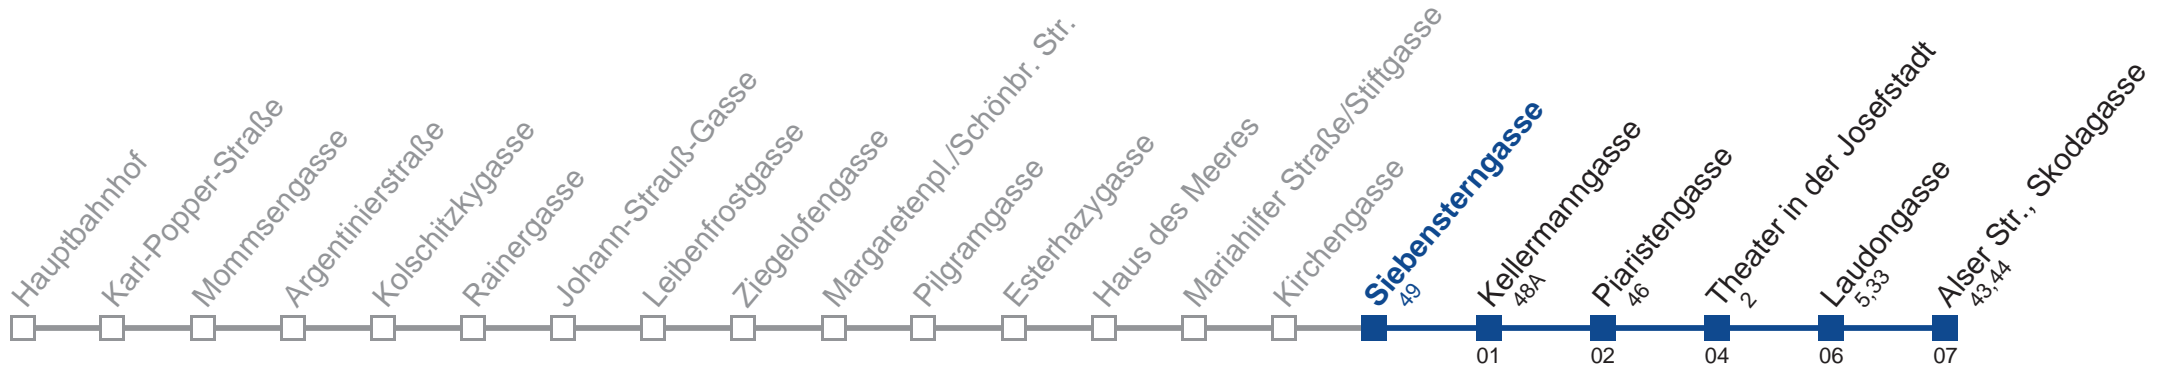 Hauptbahnhof
Karl-Popper-Straße
Mommsengasse
Argentinierstraße
Kolschitzkygasse
Rainergasse
Johann-Strauß-Gasse
Leibenfrostgasse
Ziegelofengasse
Margaretenpl./Schönbr. Str.
Pilgramgasse
Esterhazygasse
Haus des Meeres
Mariahilfer Straße/Stiftgasse
Kirchengasse
Siebensterngasse
49
Kellermanngasse
48A
01
Piaristengasse
46
02
Theater in der Josefstadt
2
04
Laudongasse
5,33
06
Alser Str., Skodagasse
43,44
07